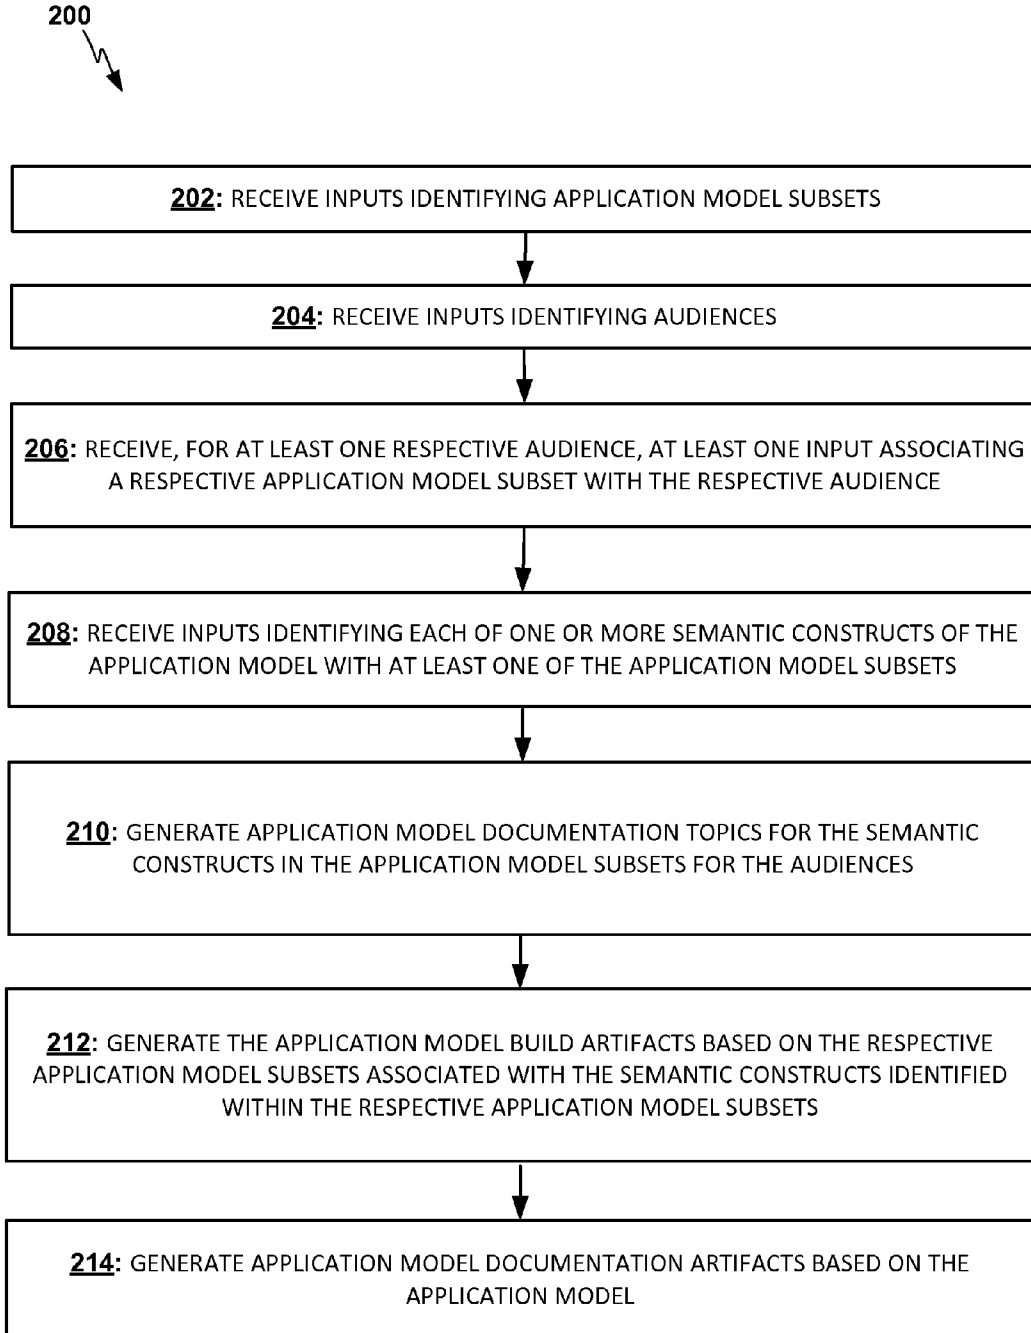 200
202: RECEIVE INPUTS IDENTIFYING APPLICATION MODEL SUBSETS
204: RECEIVE INPUTS IDENTIFYING AUDIENCES
206: RECEIVE, FOR AT LEAST ONE RESPECTIVE AUDIENCE, AT LEAST ONE INPUT ASSOCIATING
A RESPECTIVE APPLICATION MODEL SUBSET WITH THE RESPECTIVE AUDIENCE
208: RECEIVE INPUTS IDENTIFYING EACH OF ONE OR MORE SEMANTIC CONSTRUCTS OF THE
APPLICATION MODEL WITH AT LEAST ONE OF THE APPLICATION MODEL SUBSETS
210: GENERATE APPLICATION MODEL DOCUMENTATION TOPICS FOR THE SEMANTIC
CONSTRUCTS IN THE APPLICATION MODEL SUBSETS FOR THE AUDIENCES
212: GENERATE THE APPLICATION MODEL BUILD ARTIFACTS BASED ON THE RESPECTIVE
APPLICATION MODEL SUBSETS ASSOCIATED WITH THE SEMANTIC CONSTRUCTS IDENTIFIED
WITHIN THE RESPECTIVE APPLICATION MODEL SUBSETS
214: GENERATE APPLICATION MODEL DOCUMENTATION ARTIFACTS BASED ON THE
APPLICATION MODEL